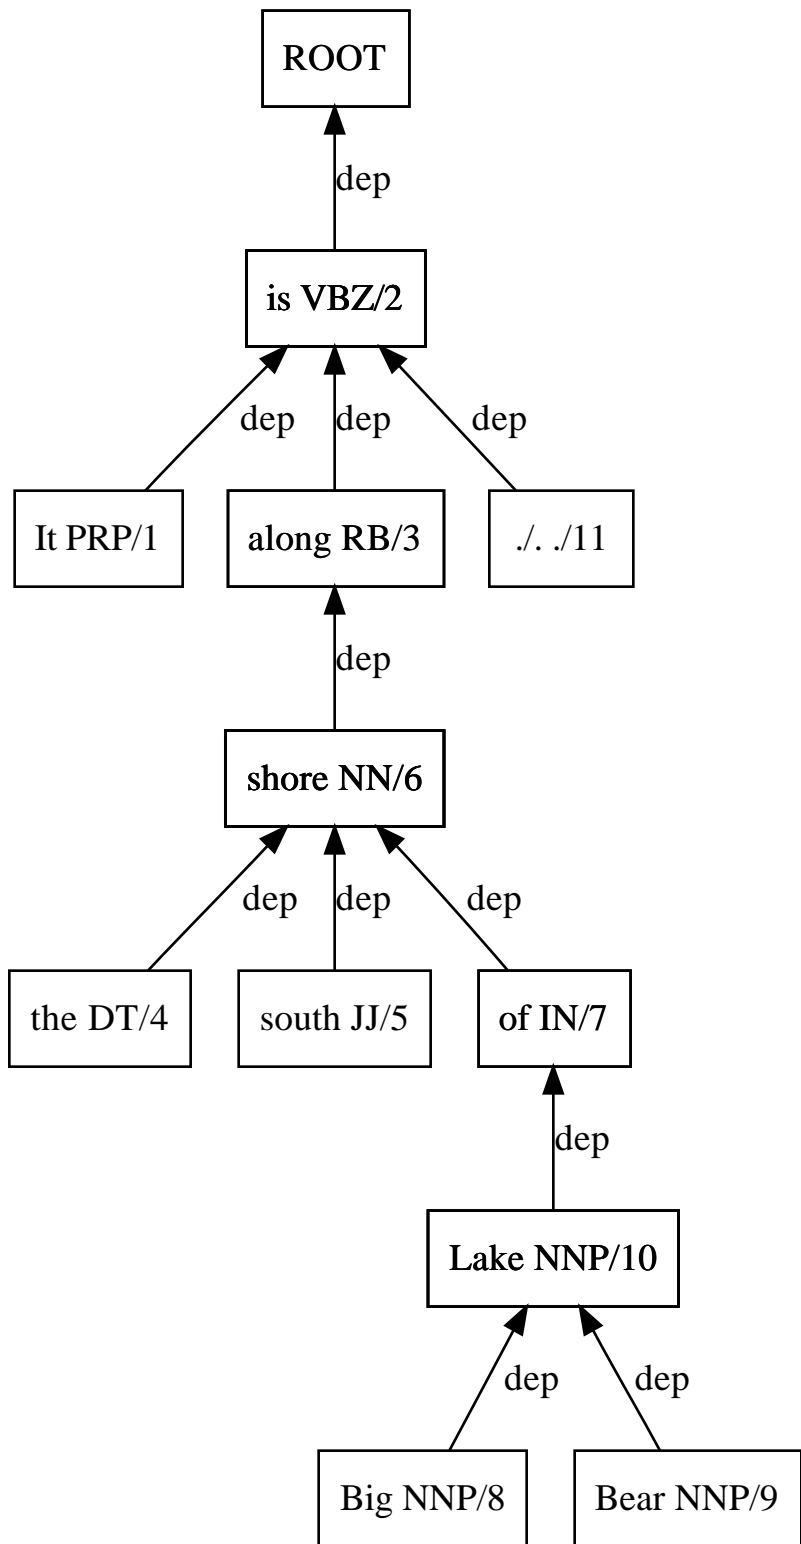 ROOT
dep
is VBZ/2
dep dep dep
It PRP/1 along RB/3 ./. ./11
dep
shore NN/6
dep dep dep
the DT/4 south JJ/5 of IN/7
dep
Lake NNP/10
dep dep
Big NNP/8 Bear NNP/9